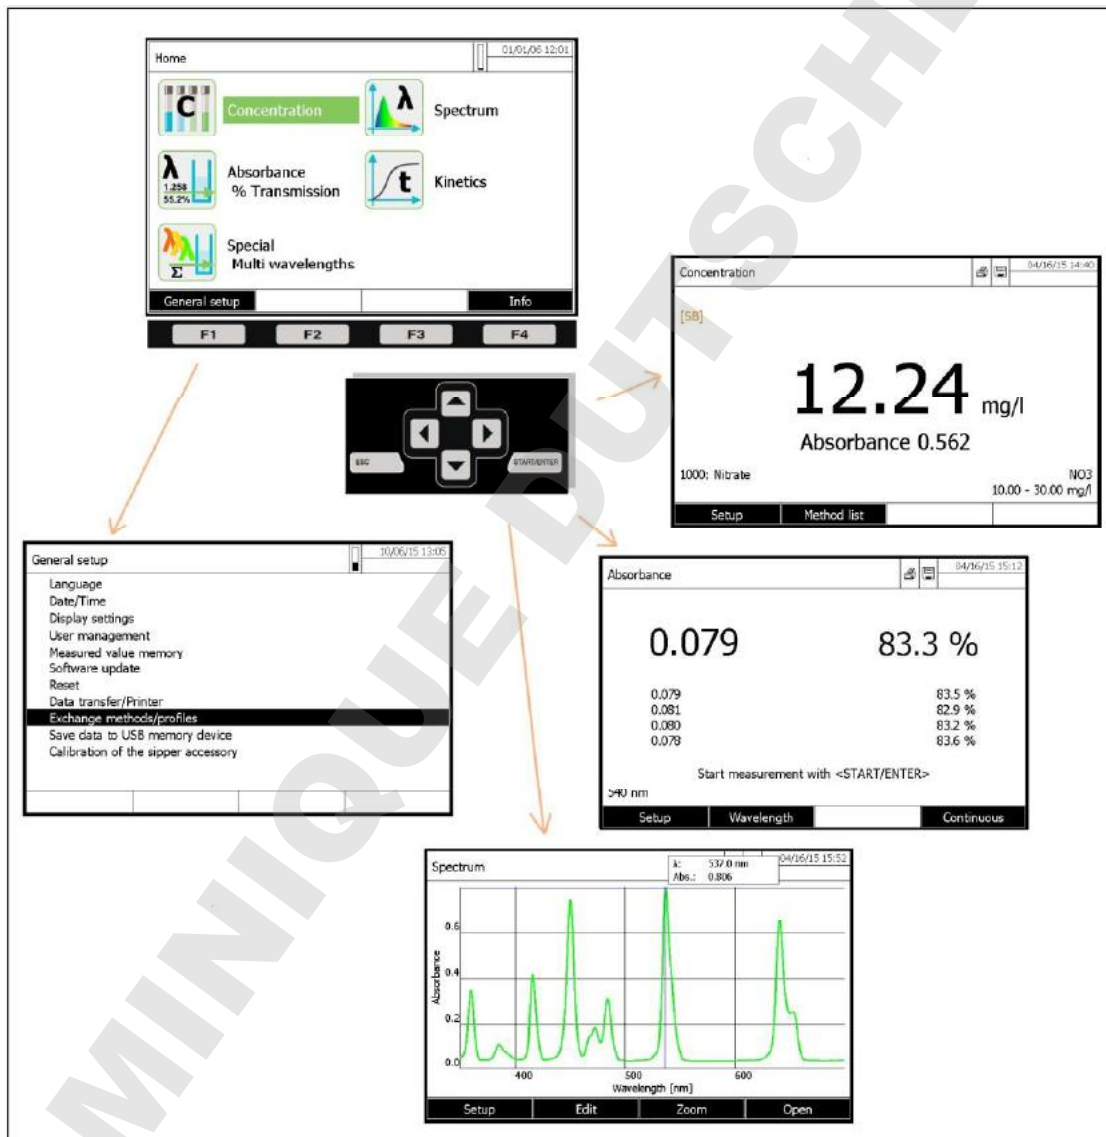 Home
01/01/06 12:01
C
Concentration
λ
Spectrum
λ
1.258
55.2%
Absorbance
% Transmission
t
Kinetics
λ
Σ
Special
Multi wavelengths
General setup
Info
F1
F2
F3
F4
ESC
START/ENTER
Concentration
04/16/15 14:40
[SB]
12.24 mg/l
Absorbance 0.562
1000: Nitrate
NO3
10.00 - 30.00 mg/l
Setup
Method list
General setup
10/06/15 13:05
Language
Date/Time
Display settings
User management
Measured value memory
Software update
Reset
Data transfer/Printer
Exchange methods/profiles
Save data to USB memory device
Calibration of the sipper accessory
Absorbance
04/16/15 15:12
0.079
83.3 %
0.079
83.5 %
0.081
82.9 %
0.080
83.2 %
0.078
83.6 %
Start measurement with <START/ENTER>
540 nm
Setup
Wavelength
Continuous
Spectrum
λ: 537.0 nm
Abs.: 0.806
04/16/15 15:52
Absorbance
0.6
0.4
0.2
0.0
400
500
600
Wavelength [nm]
Setup
Edit
Zoom
Open
MINIQUE DUTSCHE